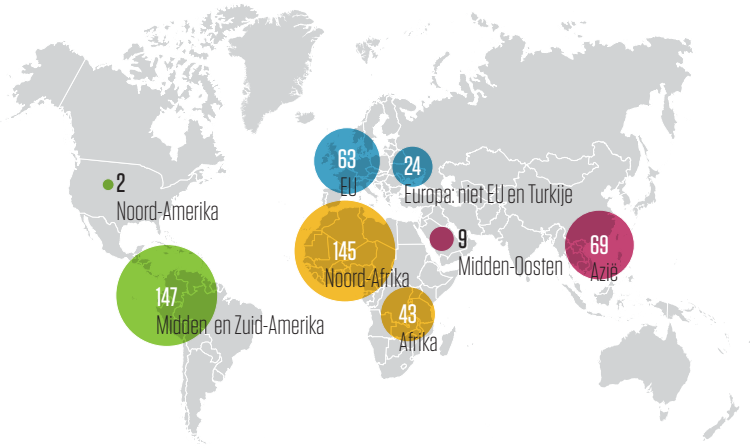 63
EU
24
Europa: niet EU en Turkije
2
Noord-Amerika
145
Noord-Afrika
9
Midden-Oosten
69
Azië
147
Midden en Zuid-Amerika
43
Afrika